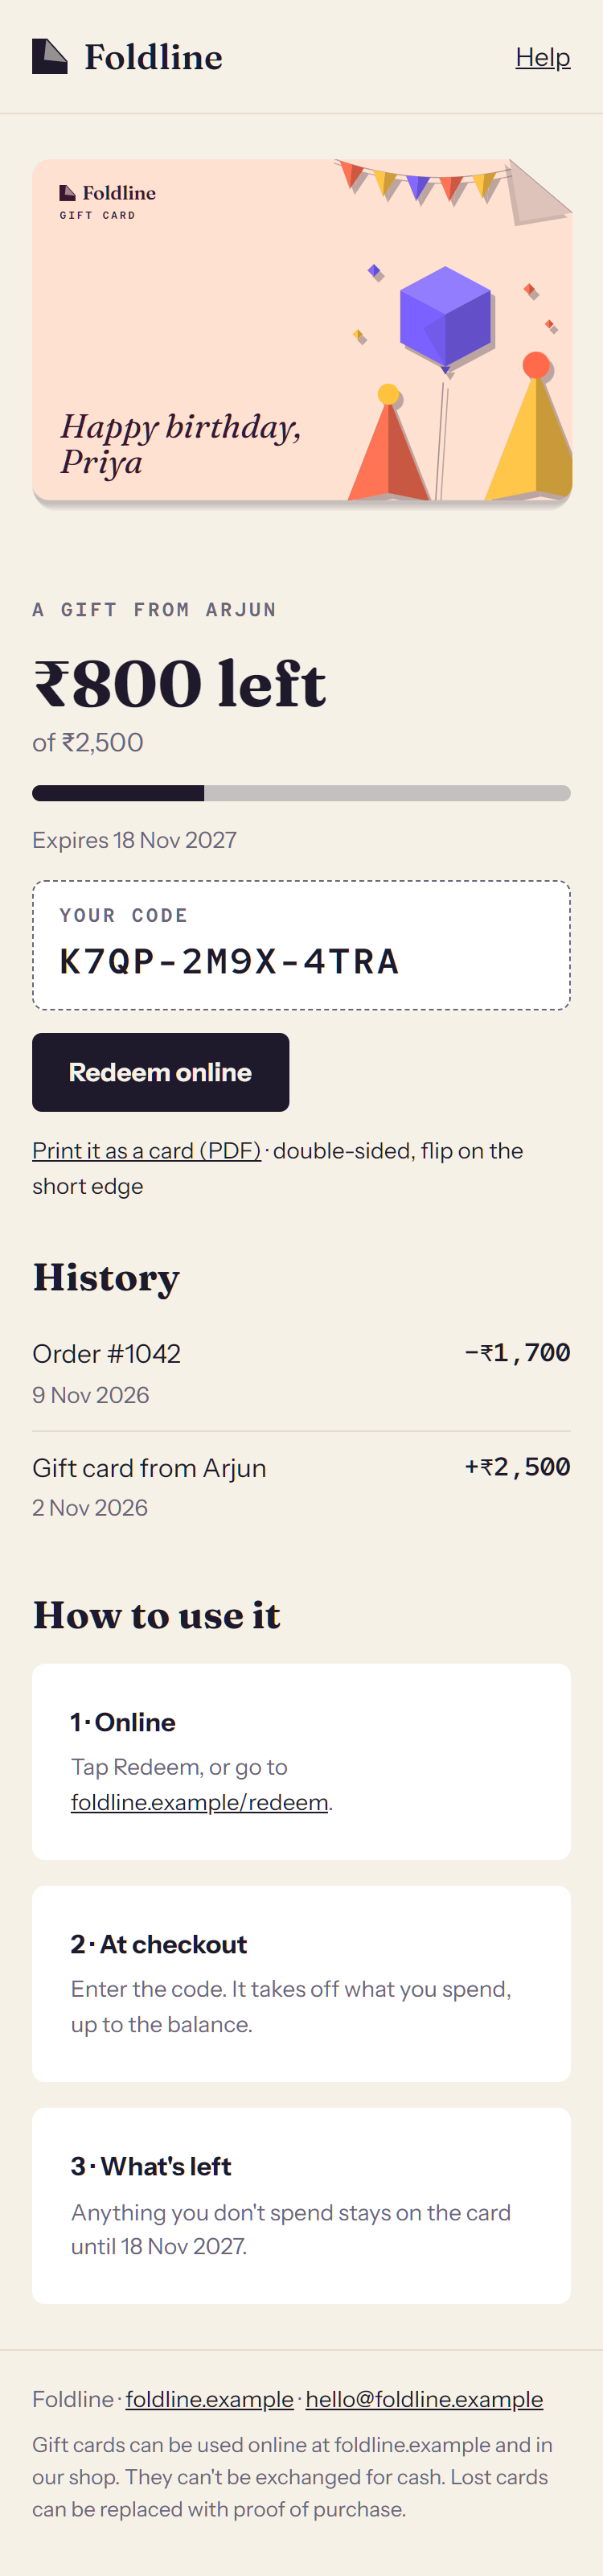 Foldline
Help
Foldline
GIFT CARD
Happy birthday,
Priya
A GIFT FROM ARJUN
₹800 left
of ₹2,500
Expires 18 Nov 2027
YOUR CODE
K7QP-2M9X-4TRA
Redeem online
Print it as a card (PDF) · double-sided, flip on the
short edge
History
Order #1042
−₹1,700
9 Nov 2026
Gift card from Arjun
+₹2,500
2 Nov 2026
How to use it
1 · Online
Tap Redeem, or go to
foldline.example/redeem.
2 · At checkout
Enter the code. It takes off what you spend,
up to the balance.
3 · What's left
Anything you don't spend stays on the card
until 18 Nov 2027.
Foldline · foldline.example · hello@foldline.example
Gift cards can be used online at foldline.example and in
our shop. They can't be exchanged for cash. Lost cards
can be replaced with proof of purchase.